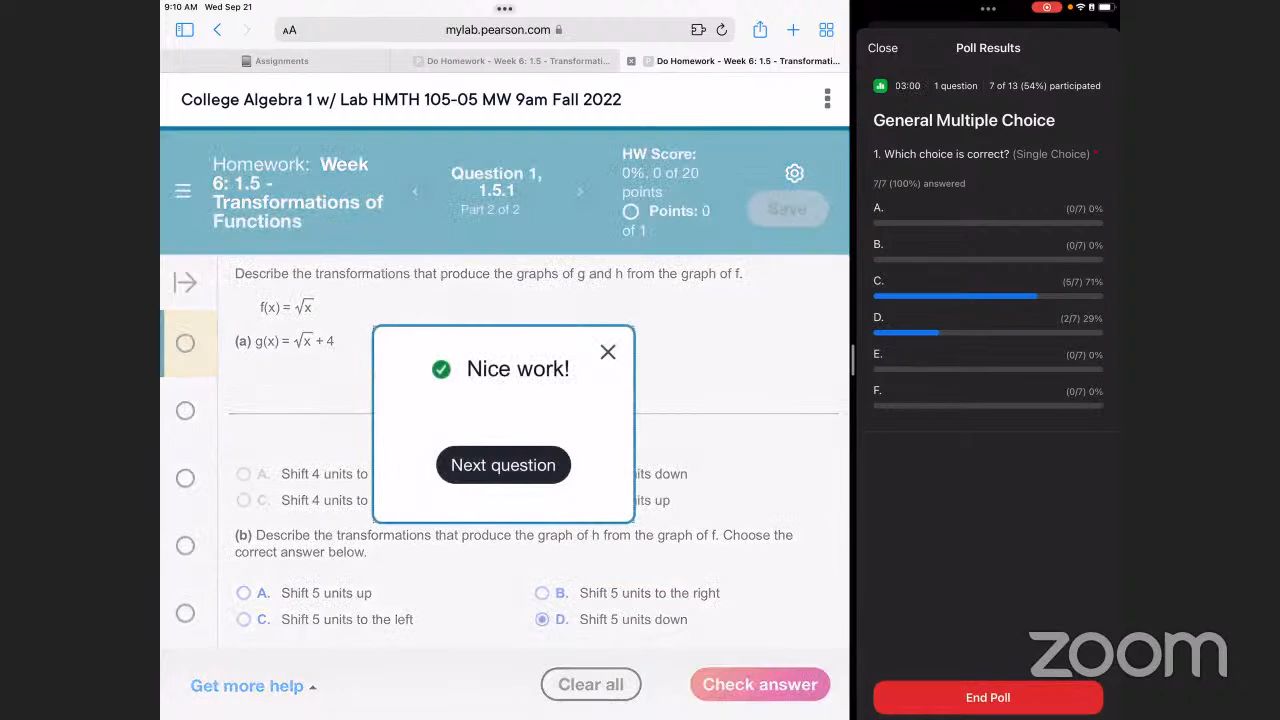 9:10 AM Wed Sep 21
AA
mylab.pearson.com
Assignments
Do Homework - Week 6: 1.5 - Transformati...
Do Homework - Week 6: 1.5 - Transformati...
College Algebra 1 w/ Lab HMTH 105-05 MW 9am Fall 2022
Homework: Week
6: 1.5 -
Transformations of
Functions
Question 1,
1.5.1
Part 2 of 2
HW Score:
0%, 0 of 20
points
Points: 0
of 1
Save
Describe the transformations that produce the graphs of g and h from the graph of f.
f(x) = √x
(a) g(x) = √x + 4
Nice work!
Next question
A. Shift 4 units to
its down
C. Shift 4 units to
its up
(b) Describe the transformations that produce the graph of h from the graph of f. Choose the
correct answer below.
A. Shift 5 units up
B. Shift 5 units to the right
C. Shift 5 units to the left
D. Shift 5 units down
Get more help
Clear all
Check answer
Close
Poll Results
03:00 1 question 7 of 13 (54%) participated
General Multiple Choice
1. Which choice is correct? (Single Choice) *
7/7 (100%) answered
A. (0/7) 0%
B. (0/7) 0%
C. (5/7) 71%
D. (2/7) 29%
E. (0/7) 0%
F. (0/7) 0%
End Poll
zoom